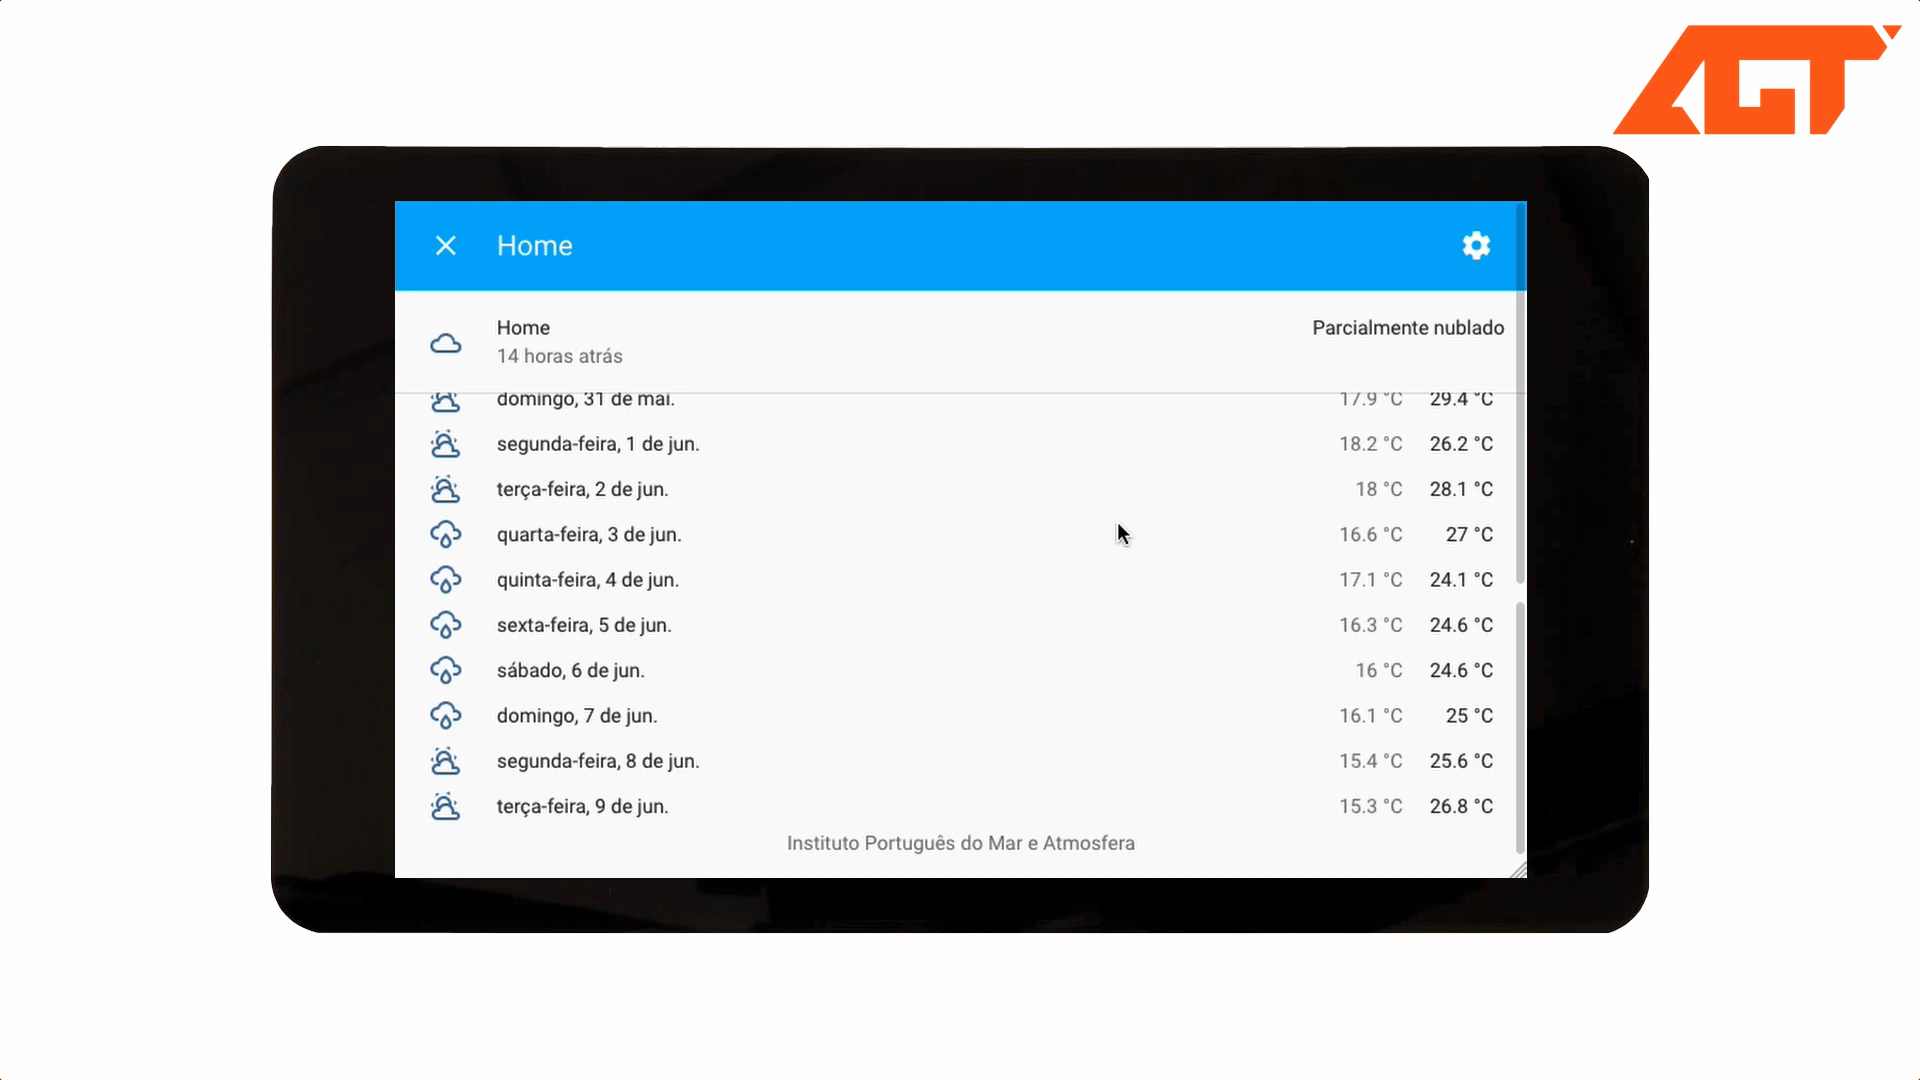 AGT
Home
Home Parcialmente nublado
14 horas atrás
domingo, 31 de mai. 17.9 °C 29.4 °C
segunda-feira, 1 de jun. 18.2 °C 26.2 °C
terça-feira, 2 de jun. 18 °C 28.1 °C
quarta-feira, 3 de jun. 16.6 °C 27 °C
quinta-feira, 4 de jun. 17.1 °C 24.1 °C
sexta-feira, 5 de jun. 16.3 °C 24.6 °C
sábado, 6 de jun. 16 °C 24.6 °C
domingo, 7 de jun. 16.1 °C 25 °C
segunda-feira, 8 de jun. 15.4 °C 25.6 °C
terça-feira, 9 de jun. 15.3 °C 26.8 °C
Instituto Português do Mar e Atmosfera